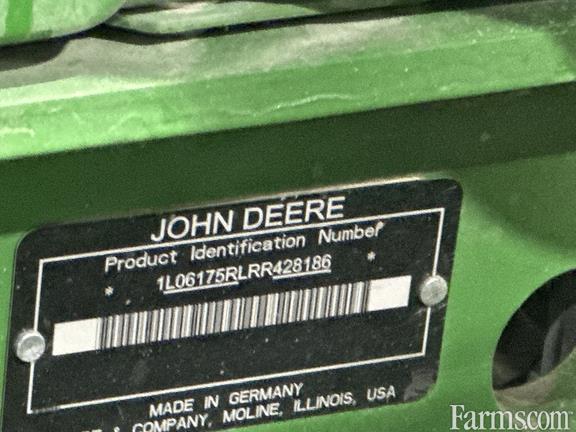 JOHN DEERE
Product Identification Number
* 1L06175RLRR428186 *
MADE IN GERMANY
& COMPANY, MOLINE, ILLINOIS, USA
Farms.com